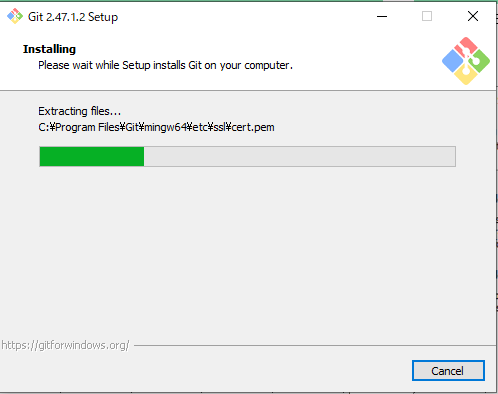 Git 2.47.1.2 Setup
Installing
Please wait while Setup installs Git on your computer.
Extracting files...
C:¥Program Files¥Git¥mingw64¥etc¥ssl¥cert.pem
https://gitforwindows.org/
Cancel